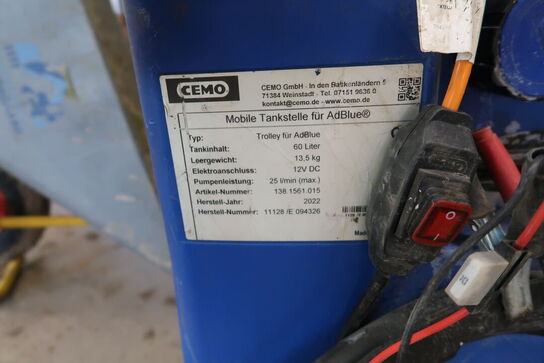 CEMO
CEMO GmbH - In den Backenländern 5
71384 Weinstadt - Tel. 07151 9636 0
kontakt@cemo.de - www.cemo.de
Mobile Tankstelle für AdBlue®
Typ: Trolley für AdBlue
Tankinhalt: 60 Liter
Leergewicht: 13,5 kg
Elektroanschluss: 12V DC
Pumpenleistung: 25 l/min (max.)
Artikel-Nummer: 138.1561.015
Herstell-Jahr: 2022
Herstell-Nummer: 11128 /E 094326
Made